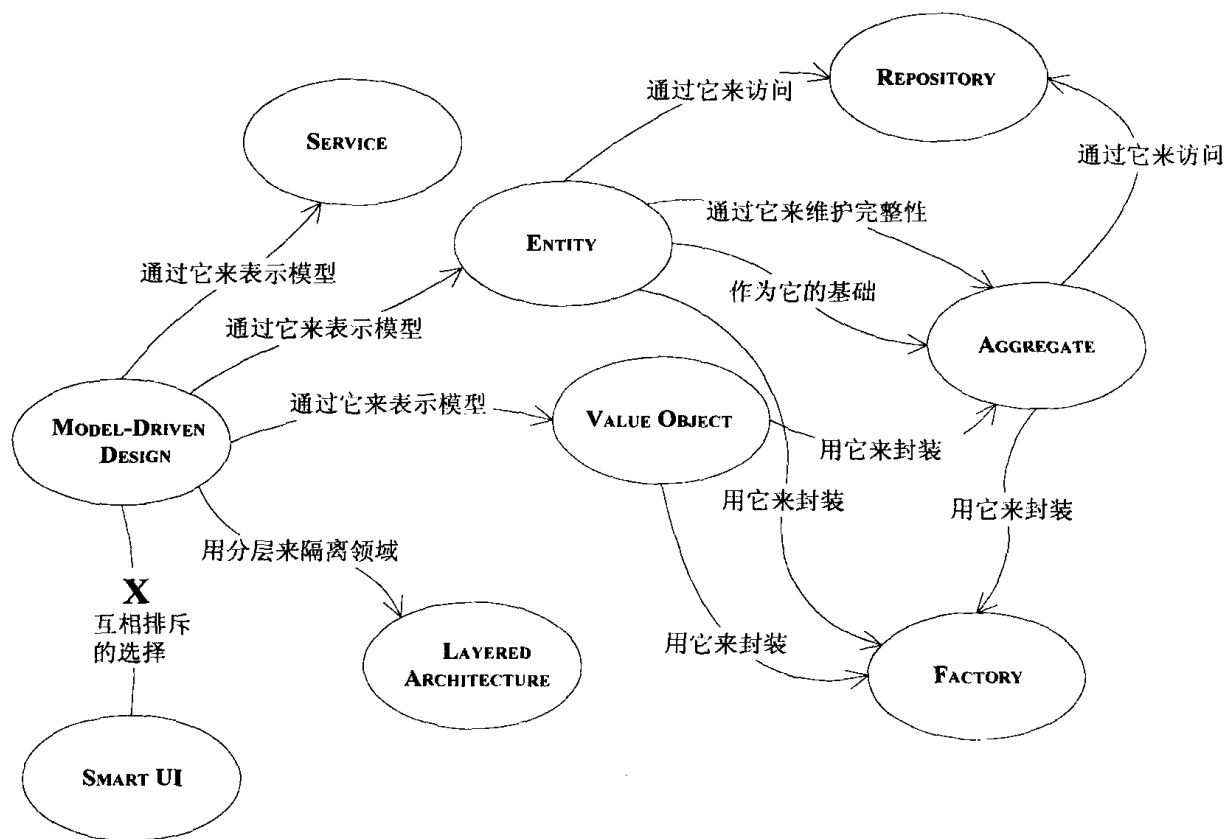 REPOSITORY
通过它来访问
SERVICE
通过它来访问
通过它来维护完整性
ENTITY
通过它来表示模型
作为它的基础
通过它来表示模型
AGGREGATE
通过它来表示模型
VALUE OBJECT
MODEL-DRIVEN
DESIGN
用它来封装
用它来封装
用它来封装
用分层来隔离领域
X
互相排斥
的选择
用它来封装
LAYERED
ARCHITECTURE
FACTORY
SMART UI